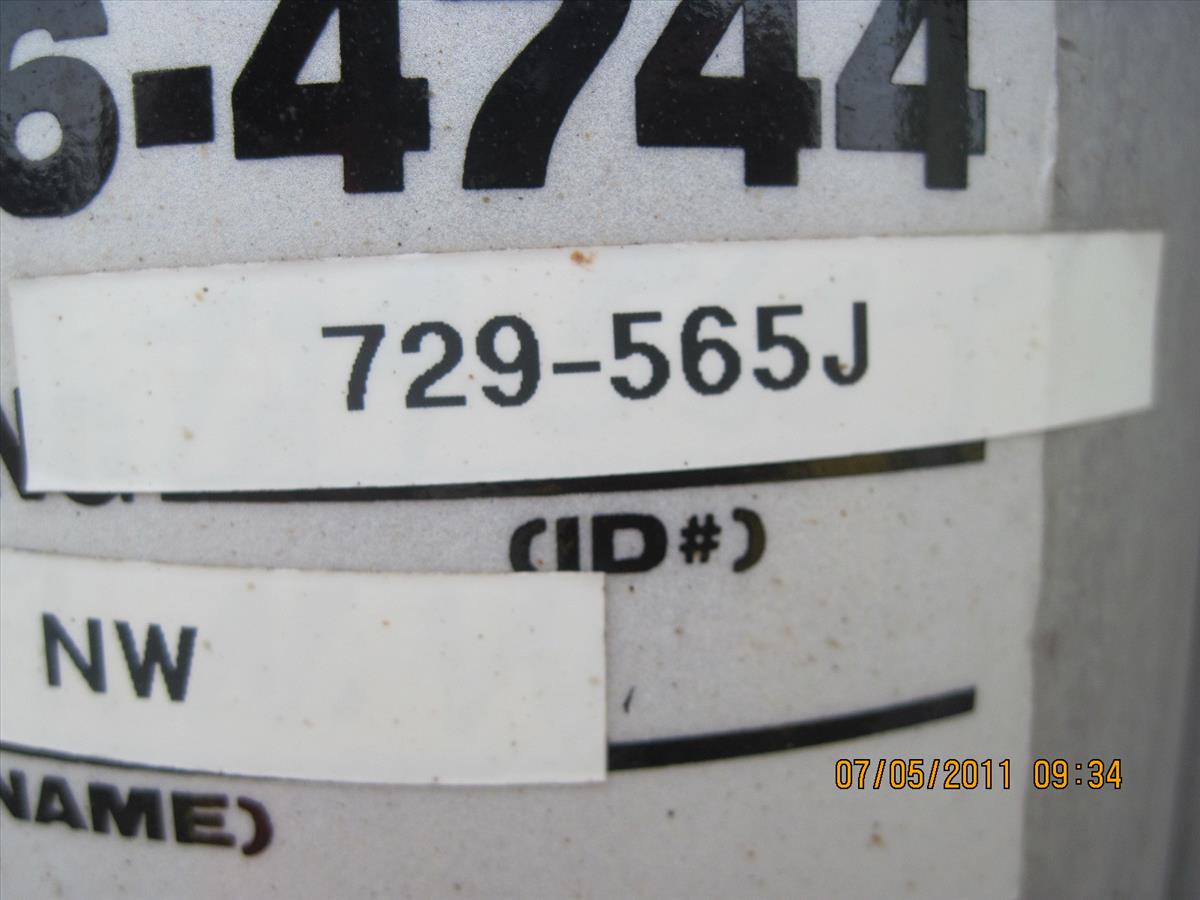 6-4744
729-565J
(ID#)
NW
NAME)
07/05/2011 09:34